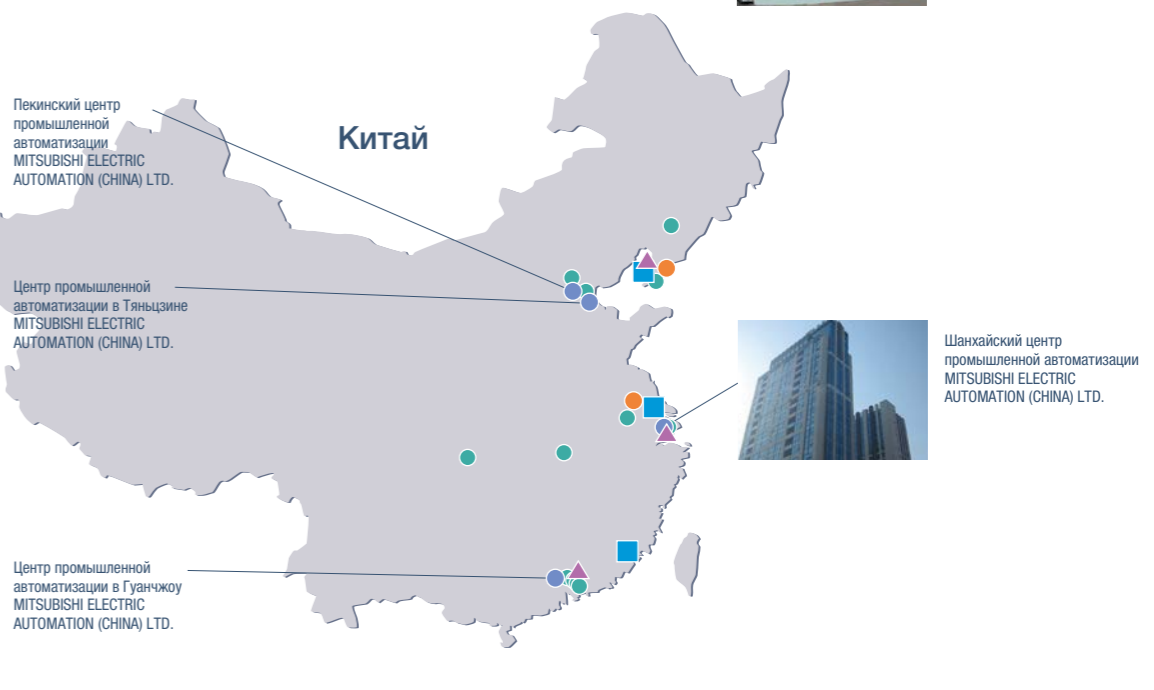 Пекинский центр
промышленной
автоматизации
MITSUBISHI ELECTRIC
AUTOMATION (CHINA) LTD.
Китай
Центр промышленной
автоматизации в Тяньцзине
MITSUBISHI ELECTRIC
AUTOMATION (CHINA) LTD.
Шанхайский центр
промышленной автоматизации
MITSUBISHI ELECTRIC
AUTOMATION (CHINA) LTD.
Центр промышленной
автоматизации в Гуанчжоу
MITSUBISHI ELECTRIC
AUTOMATION (CHINA) LTD.